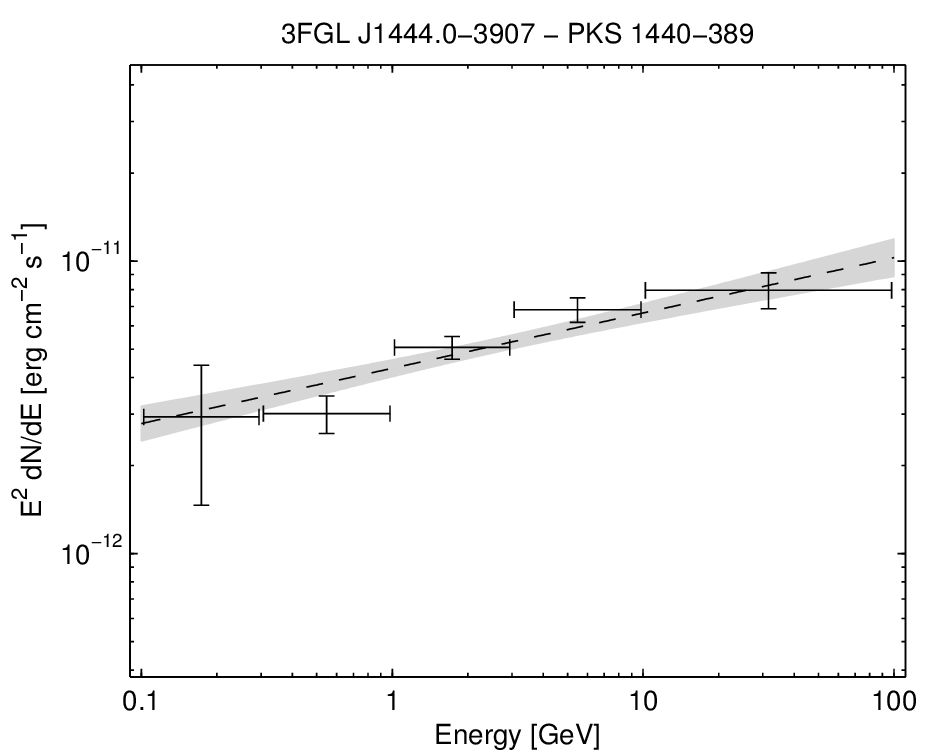 3FGL J1444.0−3907 − PKS 1440−389
E² dN/dE [erg cm⁻² s⁻¹]
10⁻¹¹
10⁻¹²
0.1 1 10 100
Energy [GeV]